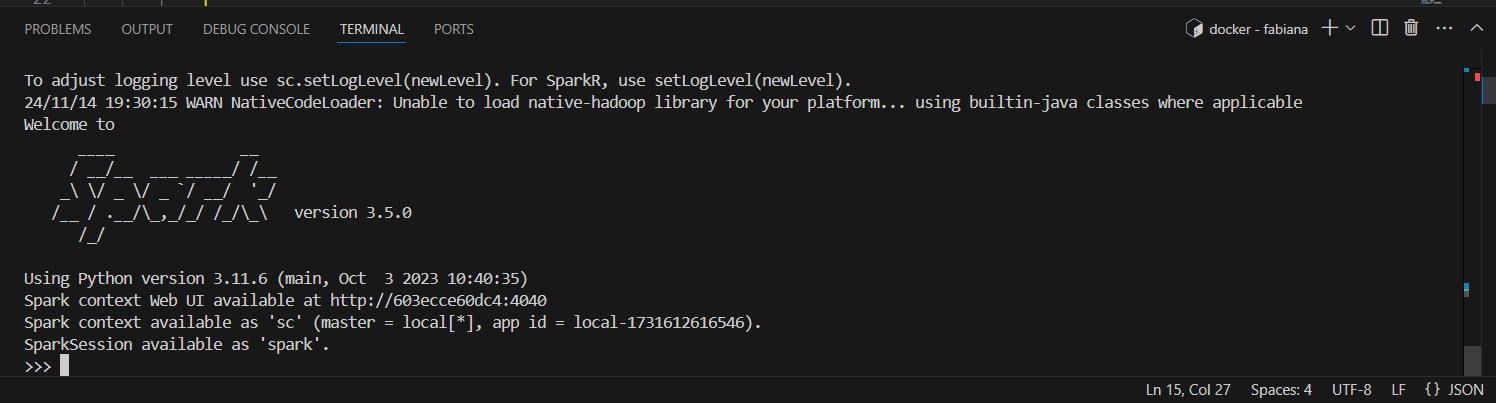 22
PROBLEMS OUTPUT DEBUG CONSOLE TERMINAL PORTS docker - fabiana
To adjust logging level use sc.setLogLevel(newLevel). For SparkR, use setLogLevel(newLevel).
24/11/14 19:30:15 WARN NativeCodeLoader: Unable to load native-hadoop library for your platform... using builtin-java classes where applicable
Welcome to
      ____              __
     / __/__  ___ _____/ /__
    _\ \/ _ \/ _ `/ __/  '_/
   /__ / .__/\_,_/_/ /_/\_\   version 3.5.0
      /_/
Using Python version 3.11.6 (main, Oct  3 2023 10:40:35)
Spark context Web UI available at http://603ecce60dc4:4040
Spark context available as 'sc' (master = local[*], app id = local-1731612616546).
SparkSession available as 'spark'.
>>>
Ln 15, Col 27 Spaces: 4 UTF-8 LF {} JSON